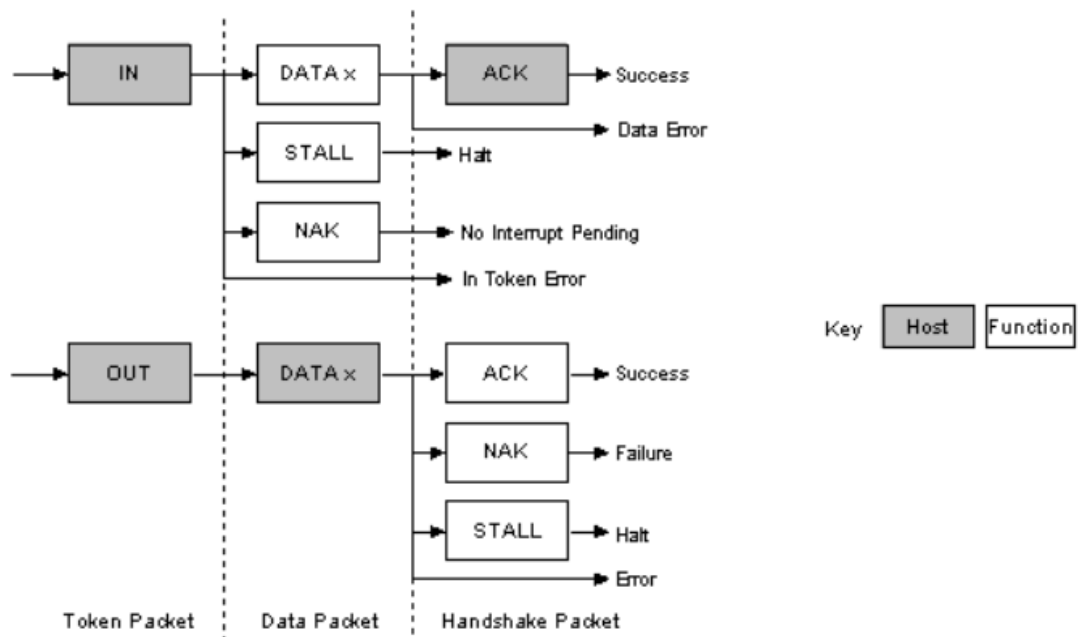 IN
DATA x
ACK
Success
Data Error
STALL
Halt
NAK
No Interrupt Pending
In Token Error
Key
Host
Function
OUT
DATA x
ACK
Success
NAK
Failure
STALL
Halt
Error
Token Packet
Data Packet
Handshake Packet